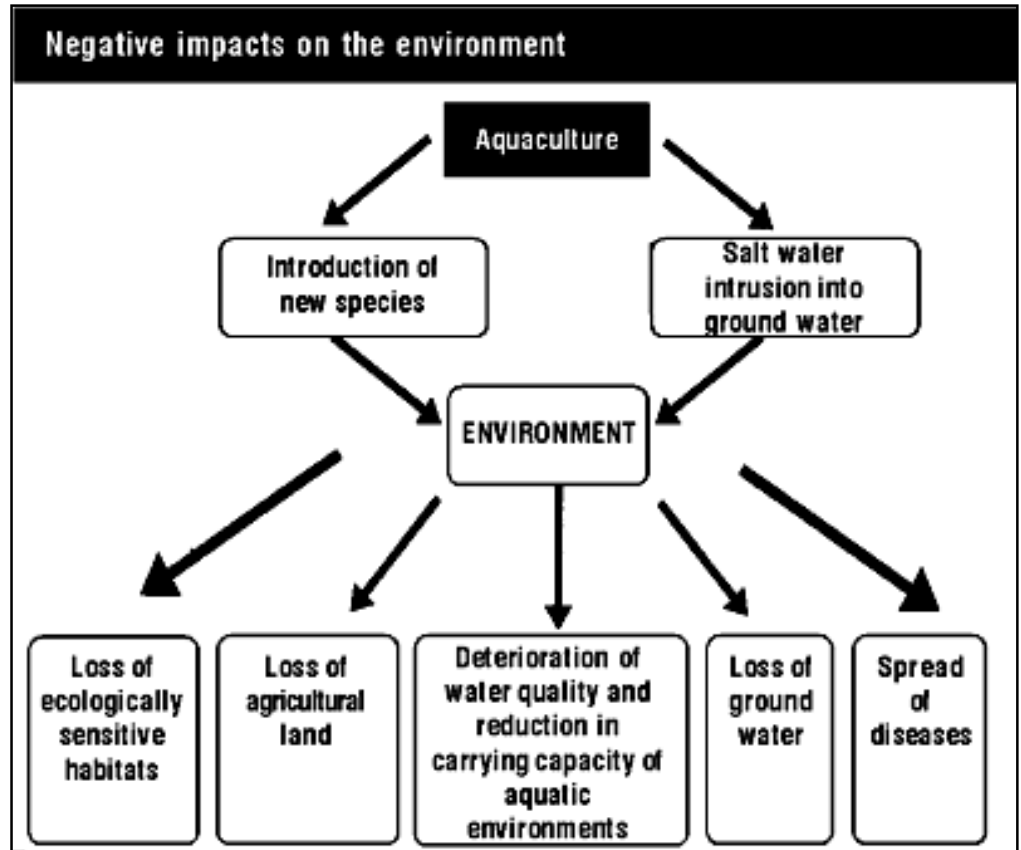 Negative impacts on the environment
Aquaculture
Introduction of
new species
Salt water
intrusion into
ground water
ENVIRONMENT
Loss of
ecologically
sensitive
habitats
Loss of
agricultural
land
Deterioration of
water quality and
reduction in
carrying capacity of
aquatic
environments
Loss of
ground
water
Spread
of
diseases